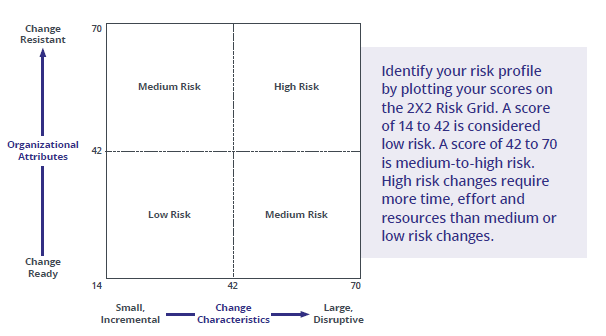 Change
Resistant
70
Medium Risk
High Risk
Organizational
Attributes
42
Low Risk
Medium Risk
Change
Ready
14
42
70
Small,
Incremental
Change
Characteristics
Large,
Disruptive
Identify your risk profile
by plotting your scores on
the 2X2 Risk Grid. A score
of 14 to 42 is considered
low risk. A score of 42 to 70
is medium-to-high risk.
High risk changes require
more time, effort and
resources than medium or
low risk changes.